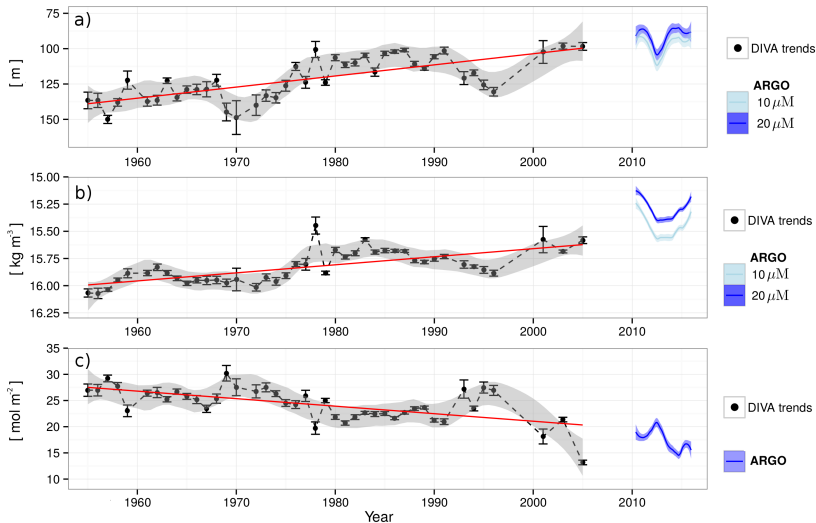 a)
75
100
125
150
[ m ]
1960 1970 1980 1990 2000 2010
DIVA trends
ARGO
10 μM
20 μM
b)
15.00
15.25
15.50
15.75
16.00
16.25
[ kg m⁻³ ]
1960 1970 1980 1990 2000 2010
DIVA trends
ARGO
10 μM
20 μM
c)
35
30
25
20
15
10
[ mol m⁻² ]
1960 1970 1980 1990 2000 2010
Year
DIVA trends
ARGO